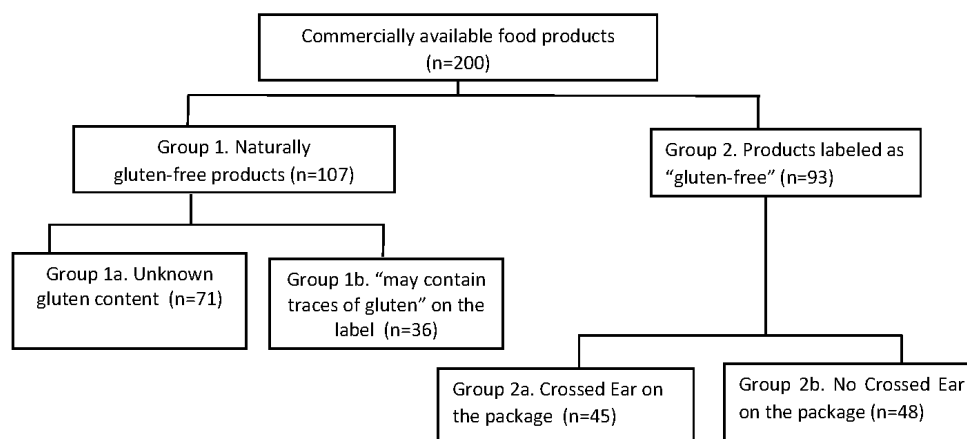 Commercially available food products
(n=200)
Group 1. Naturally
gluten-free products (n=107)
Group 2. Products labeled as
“gluten-free” (n=93)
Group 1a. Unknown
gluten content (n=71)
Group 1b. “may contain
traces of gluten” on the
label (n=36)
Group 2a. Crossed Ear on
the package (n=45)
Group 2b. No Crossed Ear
on the package (n=48)